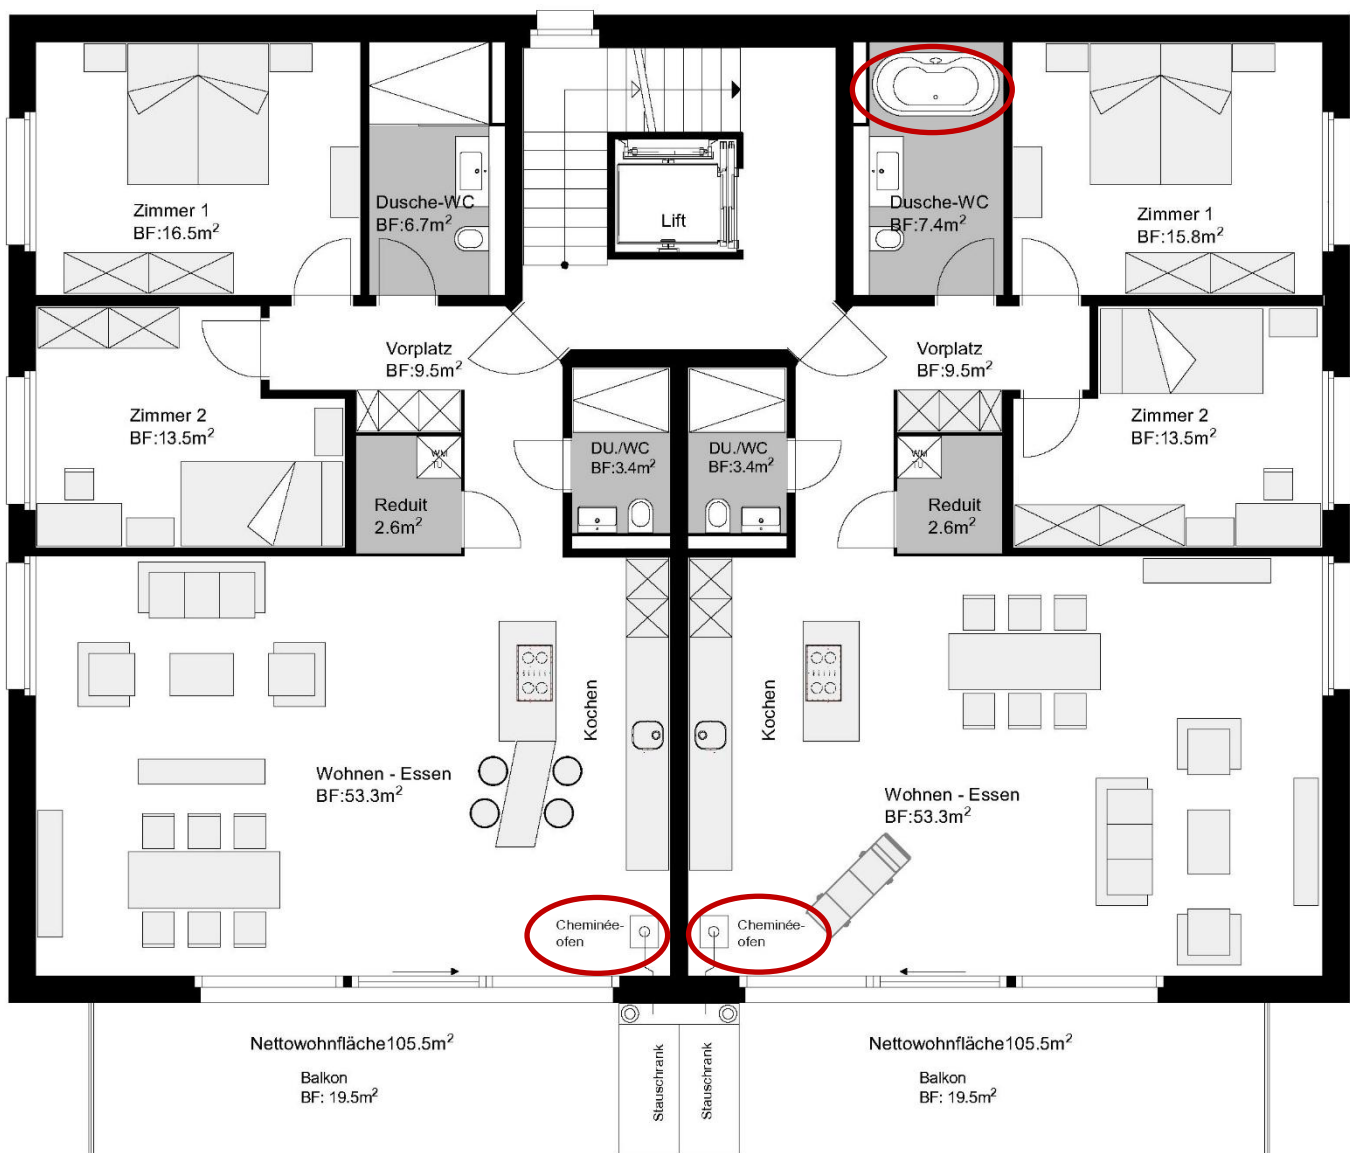 Zimmer 1
BF:16.5m²
Dusche-WC
BF:6.7m²
Lift
Dusche-WC
BF:7.4m²
Zimmer 1
BF:15.8m²
Vorplatz
BF:9.5m²
Vorplatz
BF:9.5m²
Zimmer 2
BF:13.5m²
Zimmer 2
BF:13.5m²
WM
TU
DU./WC
BF:3.4m²
DU./WC
BF:3.4m²
WM
TU
Reduit
2.6m²
Reduit
2.6m²
Kochen
Kochen
Wohnen - Essen
BF:53.3m²
Wohnen - Essen
BF:53.3m²
Cheminée-
ofen
Cheminée-
ofen
Nettowohnfläche105.5m²
Nettowohnfläche105.5m²
Balkon
BF: 19.5m²
Stauschrank
Stauschrank
Balkon
BF: 19.5m²